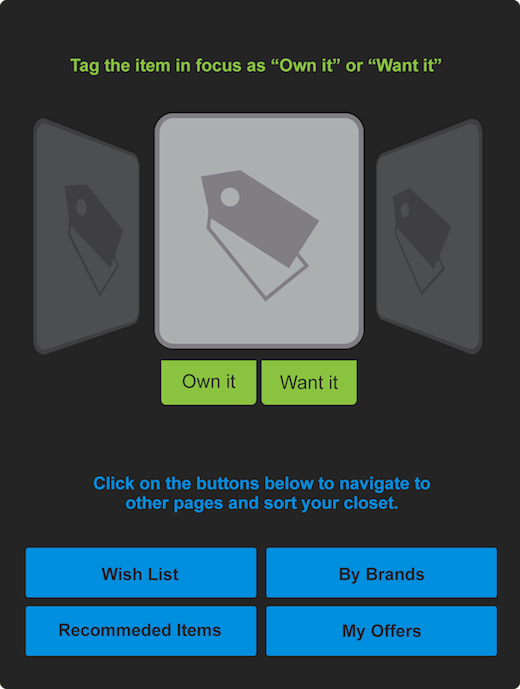 Tag the item in focus as “Own it” or “Want it”
Own it
Want it
Click on the buttons below to navigate to
other pages and sort your closet.
Wish List
By Brands
Recommeded Items
My Offers